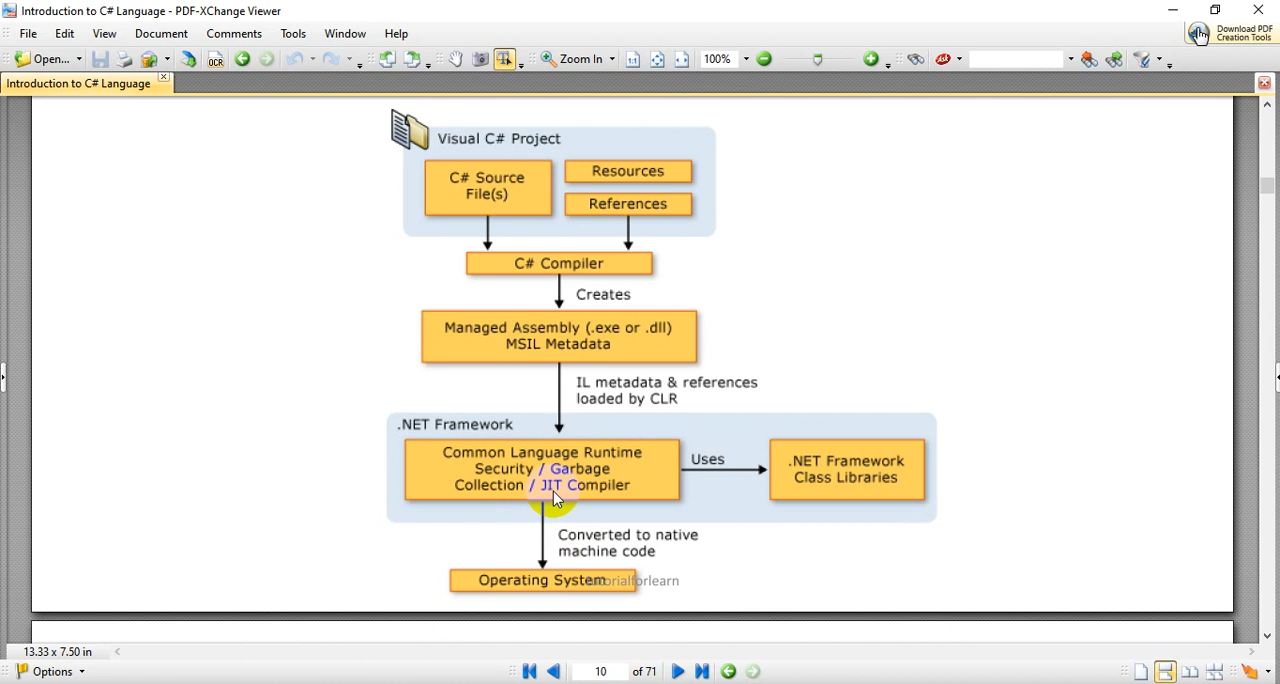 Introduction to C# Language - PDF-XChange Viewer
File Edit View Document Comments Tools Window Help
Download PDF
Creation Tools
Open... OCR Zoom In 100%
Introduction to C# Language
Visual C# Project
C# Source
File(s)
Resources
References
C# Compiler
Creates
Managed Assembly (.exe or .dll)
MSIL Metadata
IL metadata & references
loaded by CLR
.NET Framework
Common Language Runtime
Security / Garbage
Collection / JIT Compiler
Uses
.NET Framework
Class Libraries
Converted to native
machine code
Operating System
tutorialforlearn
13.33 x 7.50 in
Options 10 of 71